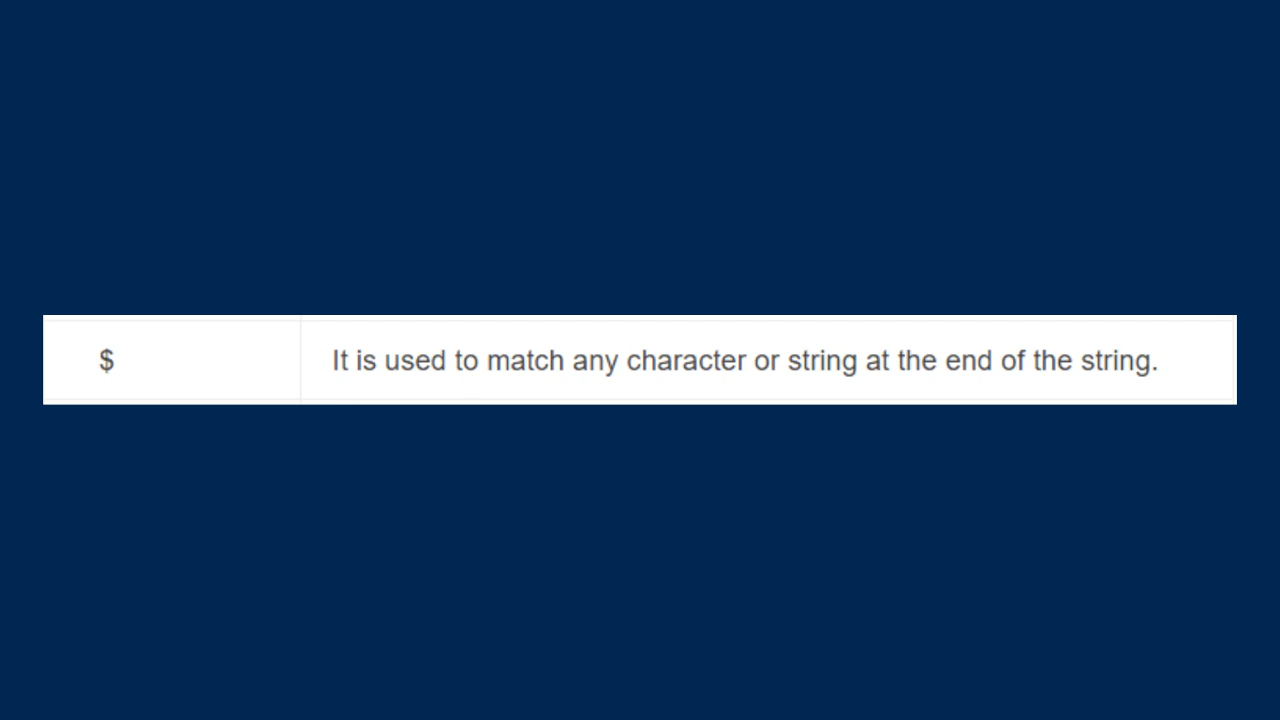 $ It is used to match any character or string at the end of the string.